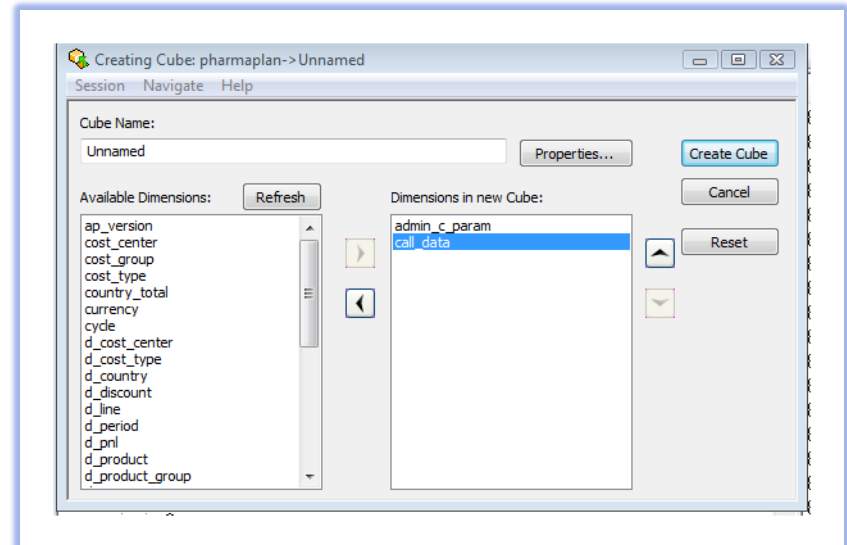 Creating Cube: pharmaplan->Unnamed
Session Navigate Help
Cube Name:
Unnamed
Properties...
Create Cube
Available Dimensions:
Refresh
Dimensions in new Cube:
Cancel
ap_version
cost_center
cost_group
cost_type
country_total
currency
cycle
d_cost_center
d_cost_type
d_country
d_discount
d_line
d_period
d_pnl
d_product
d_product_group
admin_c_param
call_data
Reset